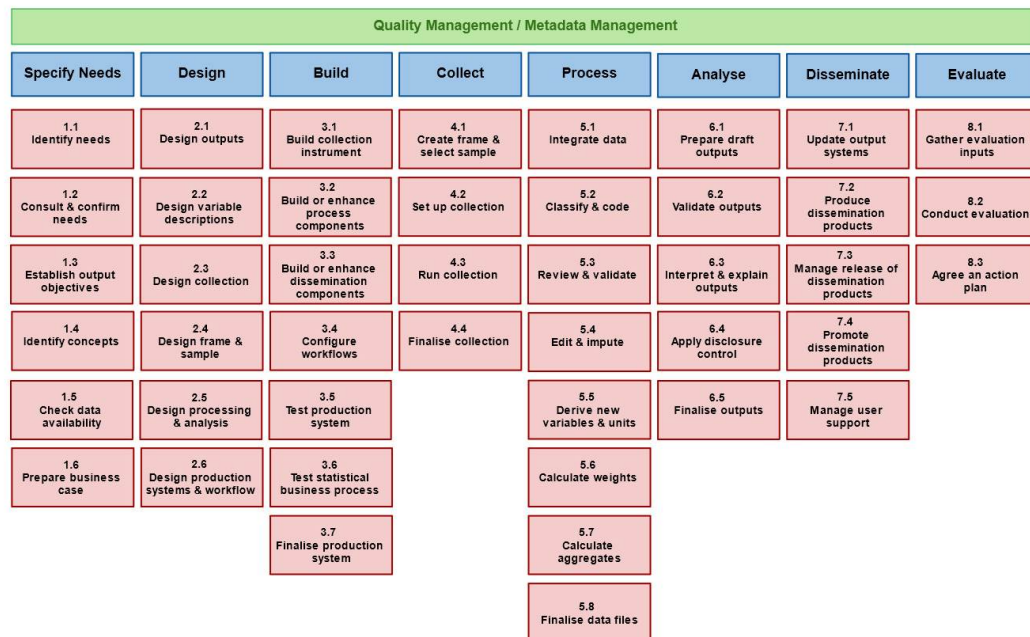 Quality Management / Metadata Management
Specify Needs
Design
Build
Collect
Process
Analyse
Disseminate
Evaluate
1.1
Identify needs
2.1
Design outputs
3.1
Build collection
instrument
4.1
Create frame &
select sample
5.1
Integrate data
6.1
Prepare draft
outputs
7.1
Update output
systems
8.1
Gather evaluation
inputs
1.2
Consult & confirm
needs
2.2
Design variable
descriptions
3.2
Build or enhance
process
components
4.2
Set up collection
5.2
Classify & code
6.2
Validate outputs
7.2
Produce
dissemination
products
8.2
Conduct evaluation
1.3
Establish output
objectives
2.3
Design collection
3.3
Build or enhance
dissemination
components
4.3
Run collection
5.3
Review & validate
6.3
Interpret & explain
outputs
7.3
Manage release of
dissemination
products
8.3
Agree an action
plan
1.4
Identify concepts
2.4
Design frame &
sample
3.4
Configure
workflows
4.4
Finalise collection
5.4
Edit & impute
6.4
Apply disclosure
control
7.4
Promote
dissemination
products
1.5
Check data
availability
2.5
Design processing
& analysis
3.5
Test production
system
5.5
Derive new
variables & units
6.5
Finalise outputs
7.5
Manage user
support
1.6
Prepare business
case
2.6
Design production
systems & workflow
3.6
Test statistical
business process
5.6
Calculate weights
3.7
Finalise production
system
5.7
Calculate
aggregates
5.8
Finalise data files